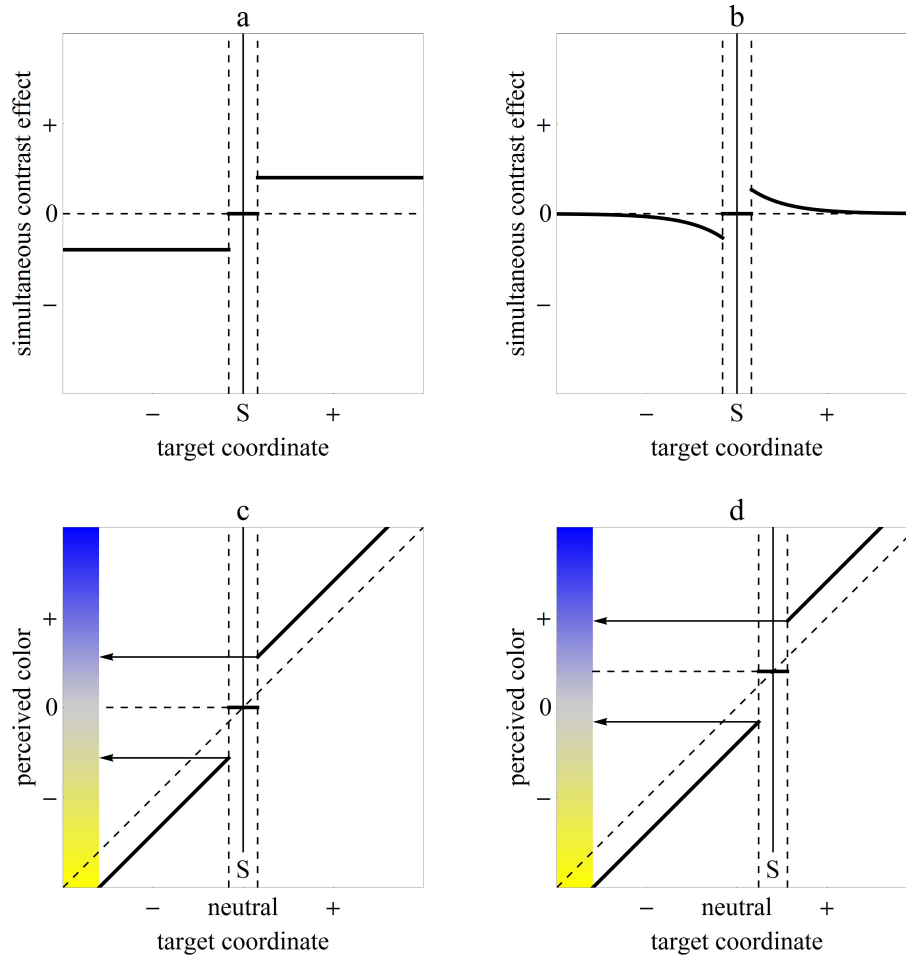 a
simultaneous contrast effect
+
0
−
− S +
target coordinate
b
simultaneous contrast effect
+
0
−
− S +
target coordinate
c
perceived color
+
0
−
S
− neutral +
target coordinate
d
perceived color
+
0
−
S
− neutral +
target coordinate